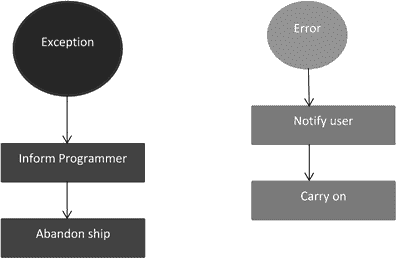 Exception
Inform Programmer
Abandon ship
Error
Notify user
Carry on